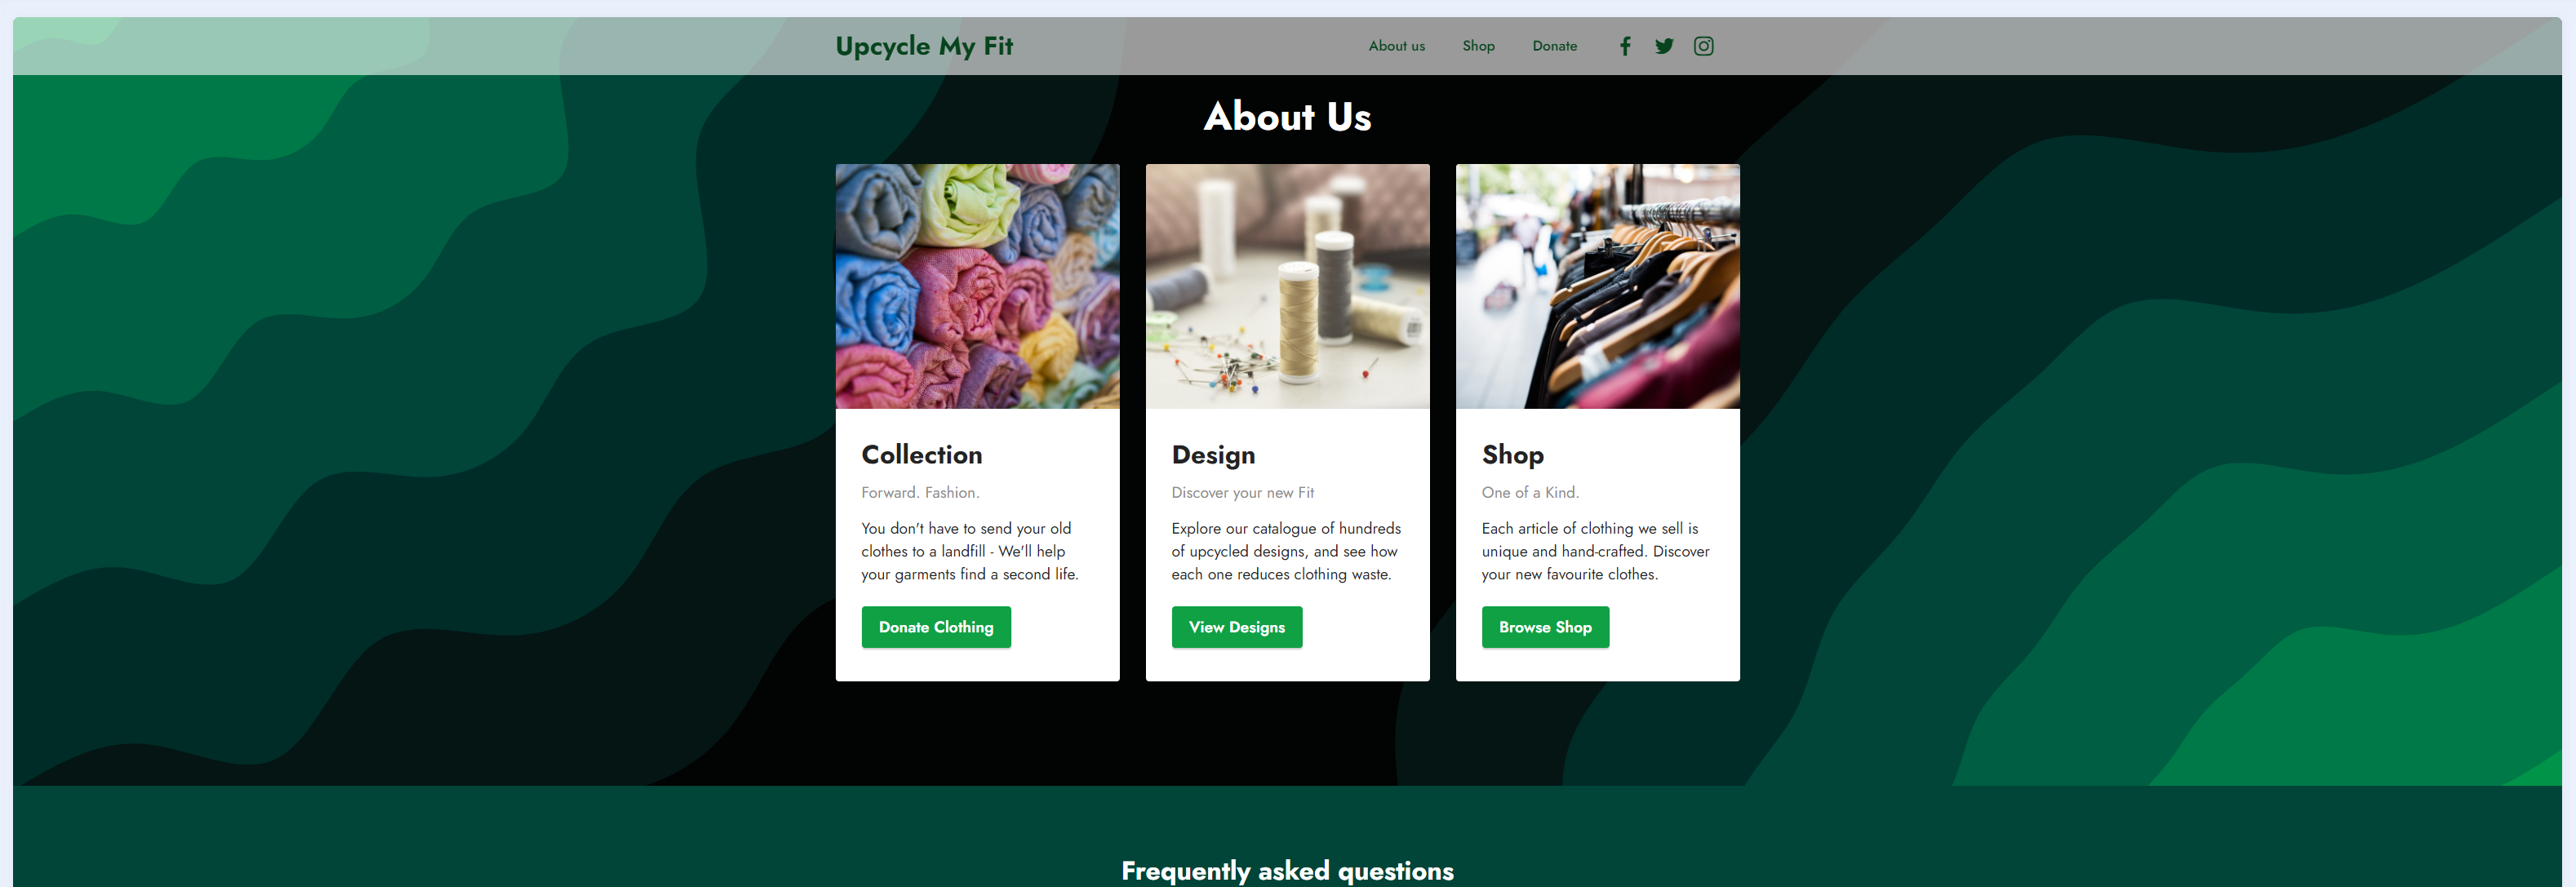 Upcycle My Fit
About us
Shop
Donate
About Us
Collection
Forward. Fashion.
You don't have to send your old
clothes to a landfill - We'll help
your garments find a second life.
Donate Clothing
Design
Discover your new Fit
Explore our catalogue of hundreds
of upcycled designs, and see how
each one reduces clothing waste.
View Designs
Shop
One of a Kind.
Each article of clothing we sell is
unique and hand-crafted. Discover
your new favourite clothes.
Browse Shop
Frequently asked questions